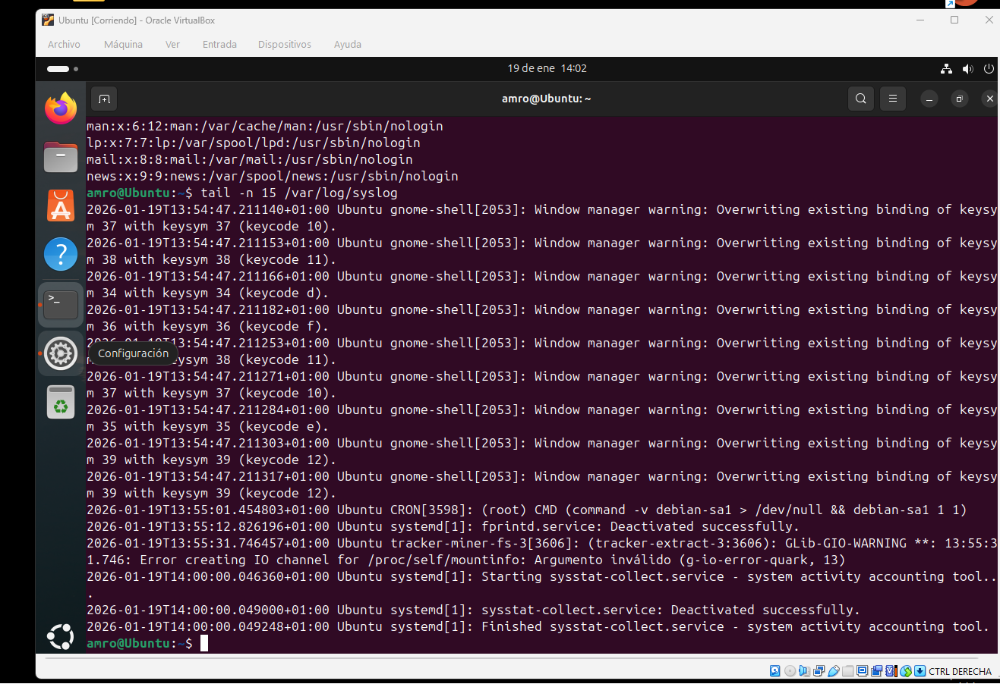 Ubuntu [Corriendo] - Oracle VirtualBox
Archivo Máquina Ver Entrada Dispositivos Ayuda
19 de ene 14:02
amro@Ubuntu: ~
man:x:6:12:man:/var/cache/man:/usr/sbin/nologin
lp:x:7:7:lp:/var/spool/lpd:/usr/sbin/nologin
mail:x:8:8:mail:/var/mail:/usr/sbin/nologin
news:x:9:9:news:/var/spool/news:/usr/sbin/nologin
amro@Ubuntu:~$ tail -n 15 /var/log/syslog
2026-01-19T13:54:47.211140+01:00 Ubuntu gnome-shell[2053]: Window manager warning: Overwriting existing binding of keysy
m 37 with keysym 37 (keycode 10).
2026-01-19T13:54:47.211153+01:00 Ubuntu gnome-shell[2053]: Window manager warning: Overwriting existing binding of keysy
m 38 with keysym 38 (keycode 11).
2026-01-19T13:54:47.211166+01:00 Ubuntu gnome-shell[2053]: Window manager warning: Overwriting existing binding of keysy
m 34 with keysym 34 (keycode d).
2026-01-19T13:54:47.211182+01:00 Ubuntu gnome-shell[2053]: Window manager warning: Overwriting existing binding of keysy
m 36 with keysym 36 (keycode f).
2026-01-19T13:54:47.211253+01:00 Ubuntu gnome-shell[2053]: Window manager warning: Overwriting existing binding of keysy
Configuración
ysym 38 (keycode 11).
2026-01-19T13:54:47.211271+01:00 Ubuntu gnome-shell[2053]: Window manager warning: Overwriting existing binding of keysy
m 37 with keysym 37 (keycode 10).
2026-01-19T13:54:47.211284+01:00 Ubuntu gnome-shell[2053]: Window manager warning: Overwriting existing binding of keysy
m 35 with keysym 35 (keycode e).
2026-01-19T13:54:47.211303+01:00 Ubuntu gnome-shell[2053]: Window manager warning: Overwriting existing binding of keysy
m 39 with keysym 39 (keycode 12).
2026-01-19T13:54:47.211317+01:00 Ubuntu gnome-shell[2053]: Window manager warning: Overwriting existing binding of keysy
m 39 with keysym 39 (keycode 12).
2026-01-19T13:55:01.454803+01:00 Ubuntu CRON[3598]: (root) CMD (command -v debian-sa1 > /dev/null && debian-sa1 1 1)
2026-01-19T13:55:12.826196+01:00 Ubuntu systemd[1]: fprintd.service: Deactivated successfully.
2026-01-19T13:55:31.746457+01:00 Ubuntu tracker-miner-fs-3[3606]: (tracker-extract-3:3606): GLib-GIO-WARNING **: 13:55:3
1.746: Error creating IO channel for /proc/self/mountinfo: Argumento inválido (g-io-error-quark, 13)
2026-01-19T14:00:00.046360+01:00 Ubuntu systemd[1]: Starting sysstat-collect.service - system activity accounting tool..
.
2026-01-19T14:00:00.049000+01:00 Ubuntu systemd[1]: sysstat-collect.service: Deactivated successfully.
2026-01-19T14:00:00.049248+01:00 Ubuntu systemd[1]: Finished sysstat-collect.service - system activity accounting tool.
amro@Ubuntu:~$
CTRL DERECHA